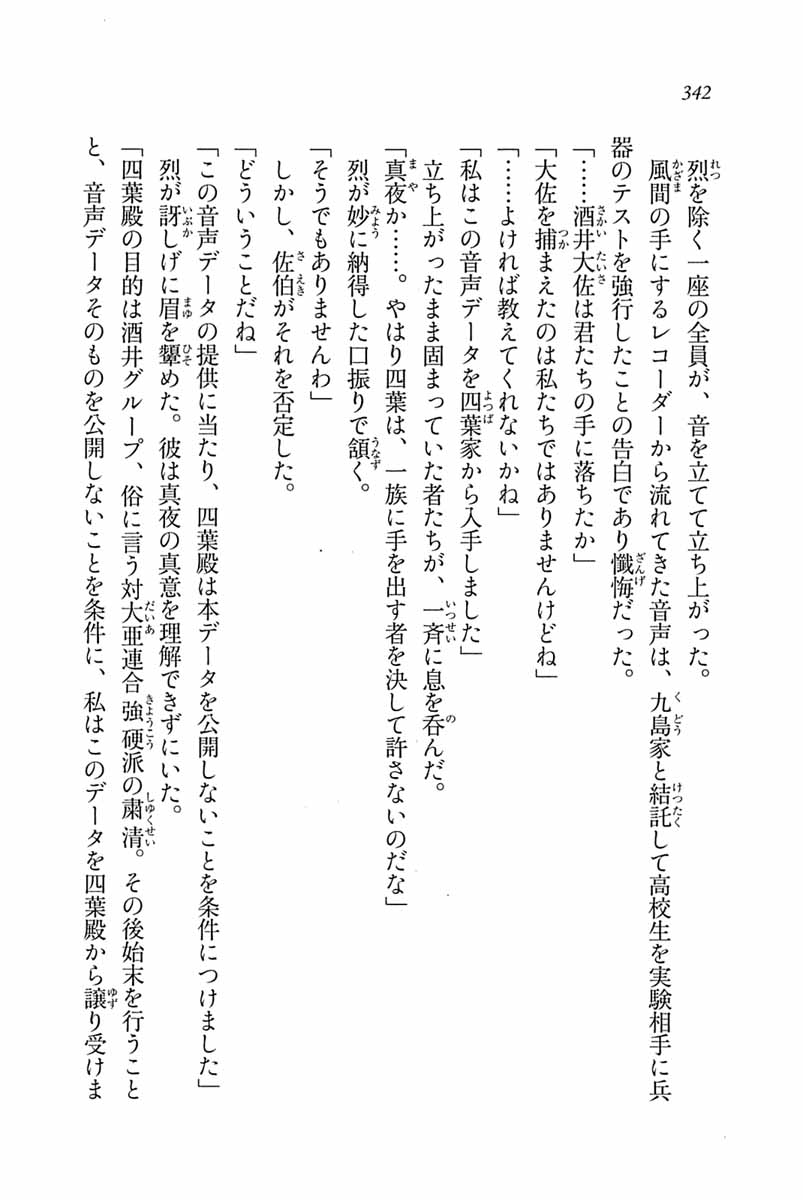 342
烈を除く一座の全員が、音を立てて立ち上がった。
風間の手にするレコーダーから流れてきた音声は、九島家と結託して高校生を実験相手に兵
器のテストを強行したことの告白であり懺悔だった。
「……酒井大佐は君たちの手に落ちたか」
「大佐を捕まえたのは私たちではありませんけどね」
「……よければ教えてくれないかね」
「私はこの音声データを四葉家から入手しました」
立ち上がったまま固まっていた者たちが、一斉に息を呑んだ。
「真夜か……。やはり四葉は、一族に手を出す者を決して許さないのだな」
烈が妙に納得した口振りで頷く。
「そうでもありませんわ」
しかし、佐伯がそれを否定した。
「どういうことだね」
「この音声データの提供に当たり、四葉殿は本データを公開しないことを条件につけました」
烈が訝しげに眉を顰めた。彼は真夜の真意を理解できずにいた。
「四葉殿の目的は酒井グループ、俗に言う対大亜連合強硬派の粛清。その後始末を行うこと
と、音声データそのものを公開しないことを条件に、私はこのデータを四葉殿から譲り受けま